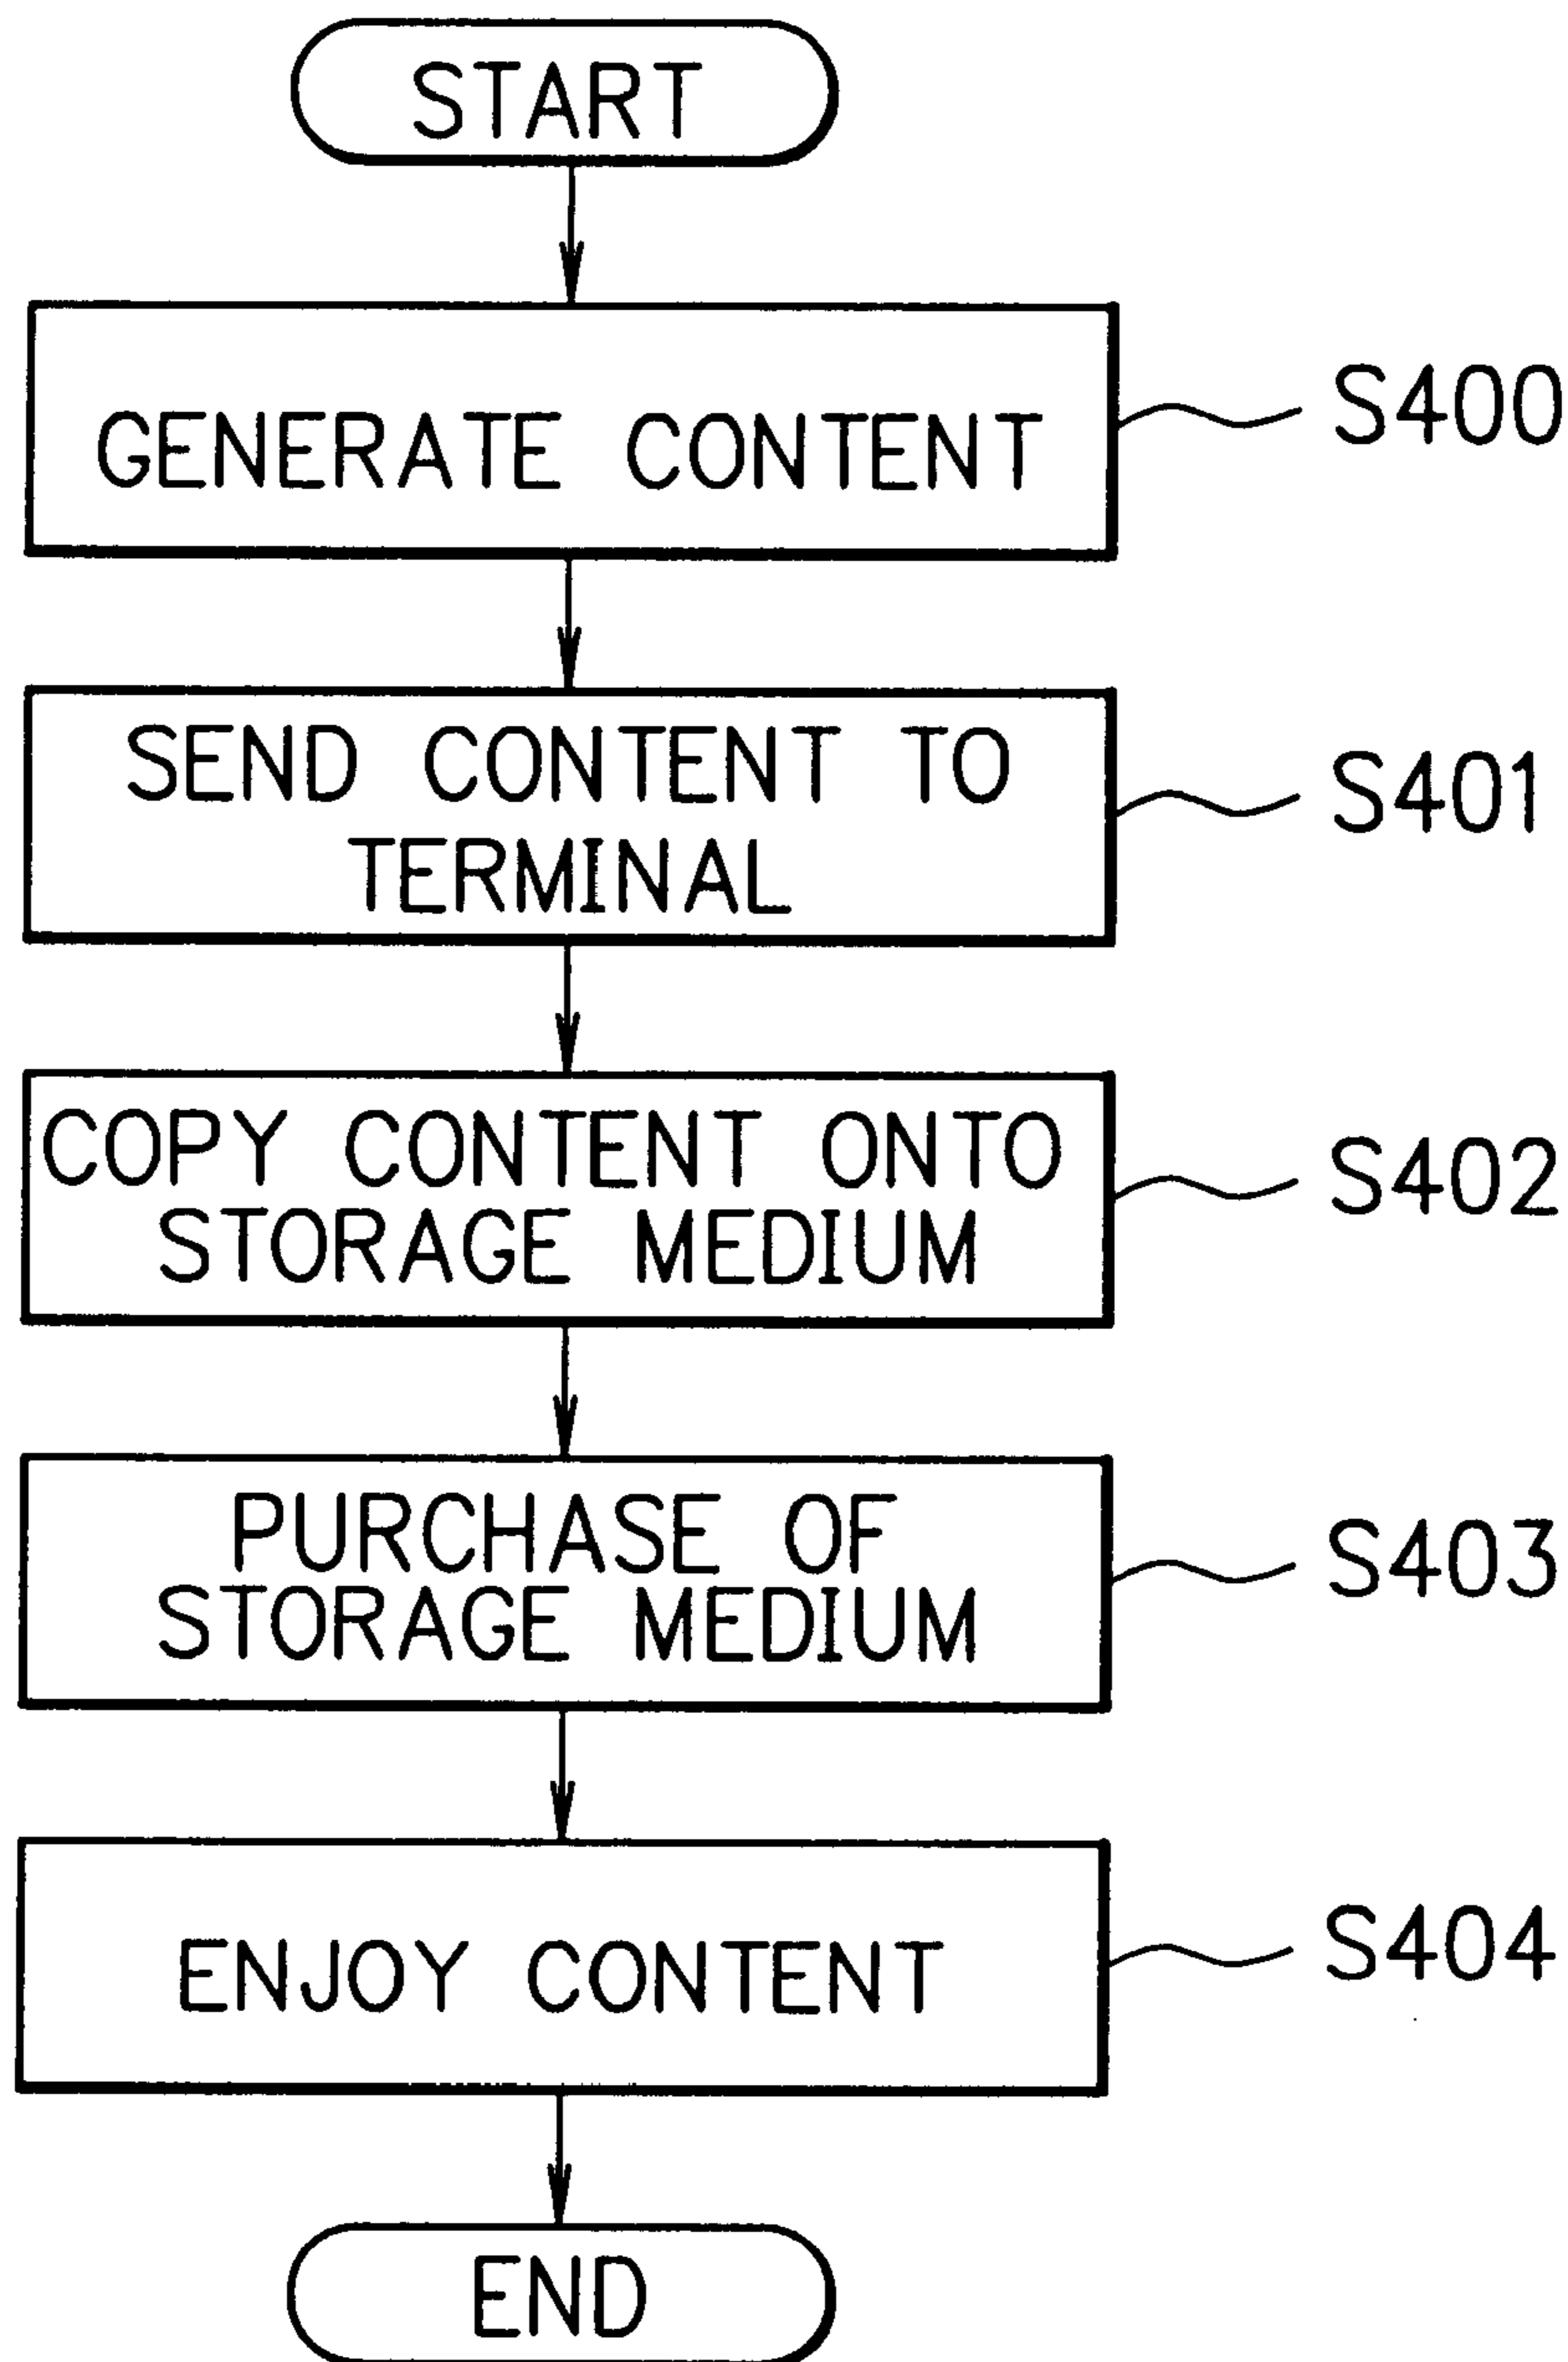 START
GENERATE CONTENT
S400
SEND CONTENT TO
TERMINAL
S401
COPY CONTENT ONTO
STORAGE MEDIUM
S402
PURCHASE OF
STORAGE MEDIUM
S403
ENJOY CONTENT
S404
END